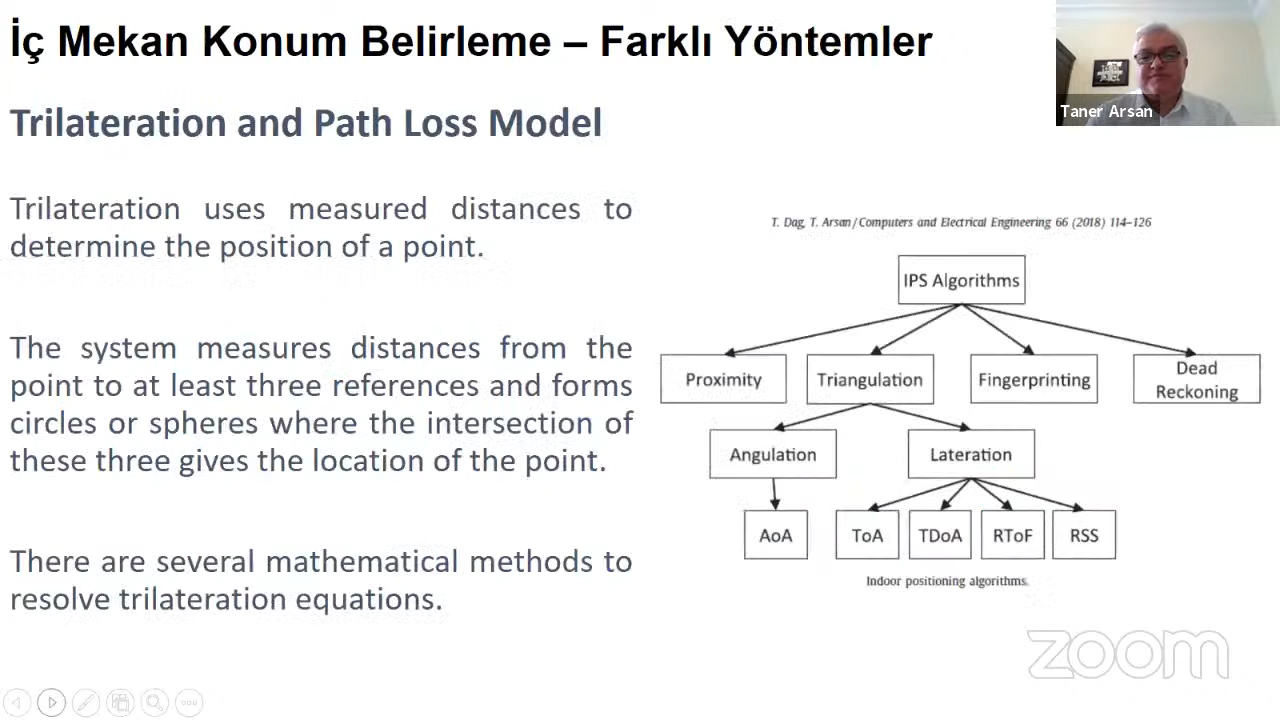 İç Mekan Konum Belirleme – Farklı Yöntemler
Taner Arsan
Trilateration and Path Loss Model
Trilateration uses measured distances to
determine the position of a point.
The system measures distances from the
point to at least three references and forms
circles or spheres where the intersection of
these three gives the location of the point.
There are several mathematical methods to
resolve trilateration equations.
T. Dag, T. Arsan / Computers and Electrical Engineering 66 (2018) 114–126
IPS Algorithms
Proximity
Triangulation
Fingerprinting
Dead
Reckoning
Angulation
Lateration
AoA
ToA
TDoA
RToF
RSS
Indoor positioning algorithms.
zoom